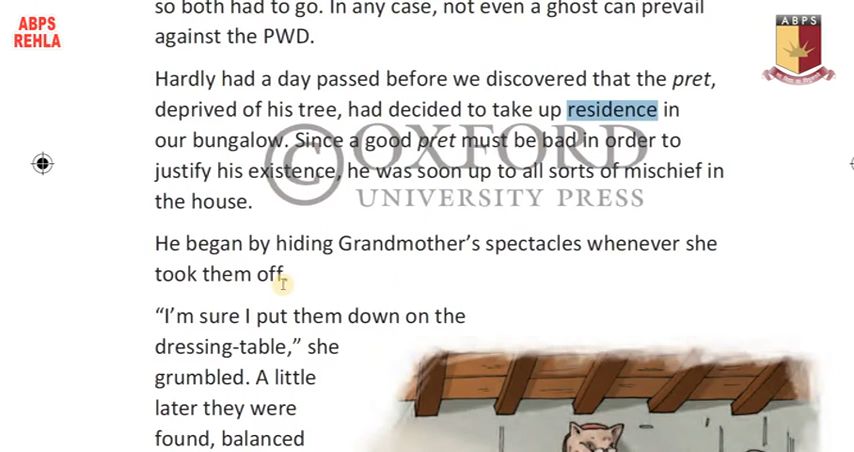 ABPS
REHLA
ABPS
so both had to go. In any case, not even a ghost can prevail
against the PWD.
Hardly had a day passed before we discovered that the pret,
deprived of his tree, had decided to take up residence in
our bungalow. Since a good pret must be bad in order to
justify his existence, he was soon up to all sorts of mischief in
the house.
© OXFORD
UNIVERSITY PRESS
He began by hiding Grandmother's spectacles whenever she
took them off.
“I'm sure I put them down on the
dressing-table,” she
grumbled. A little
later they were
found, balanced